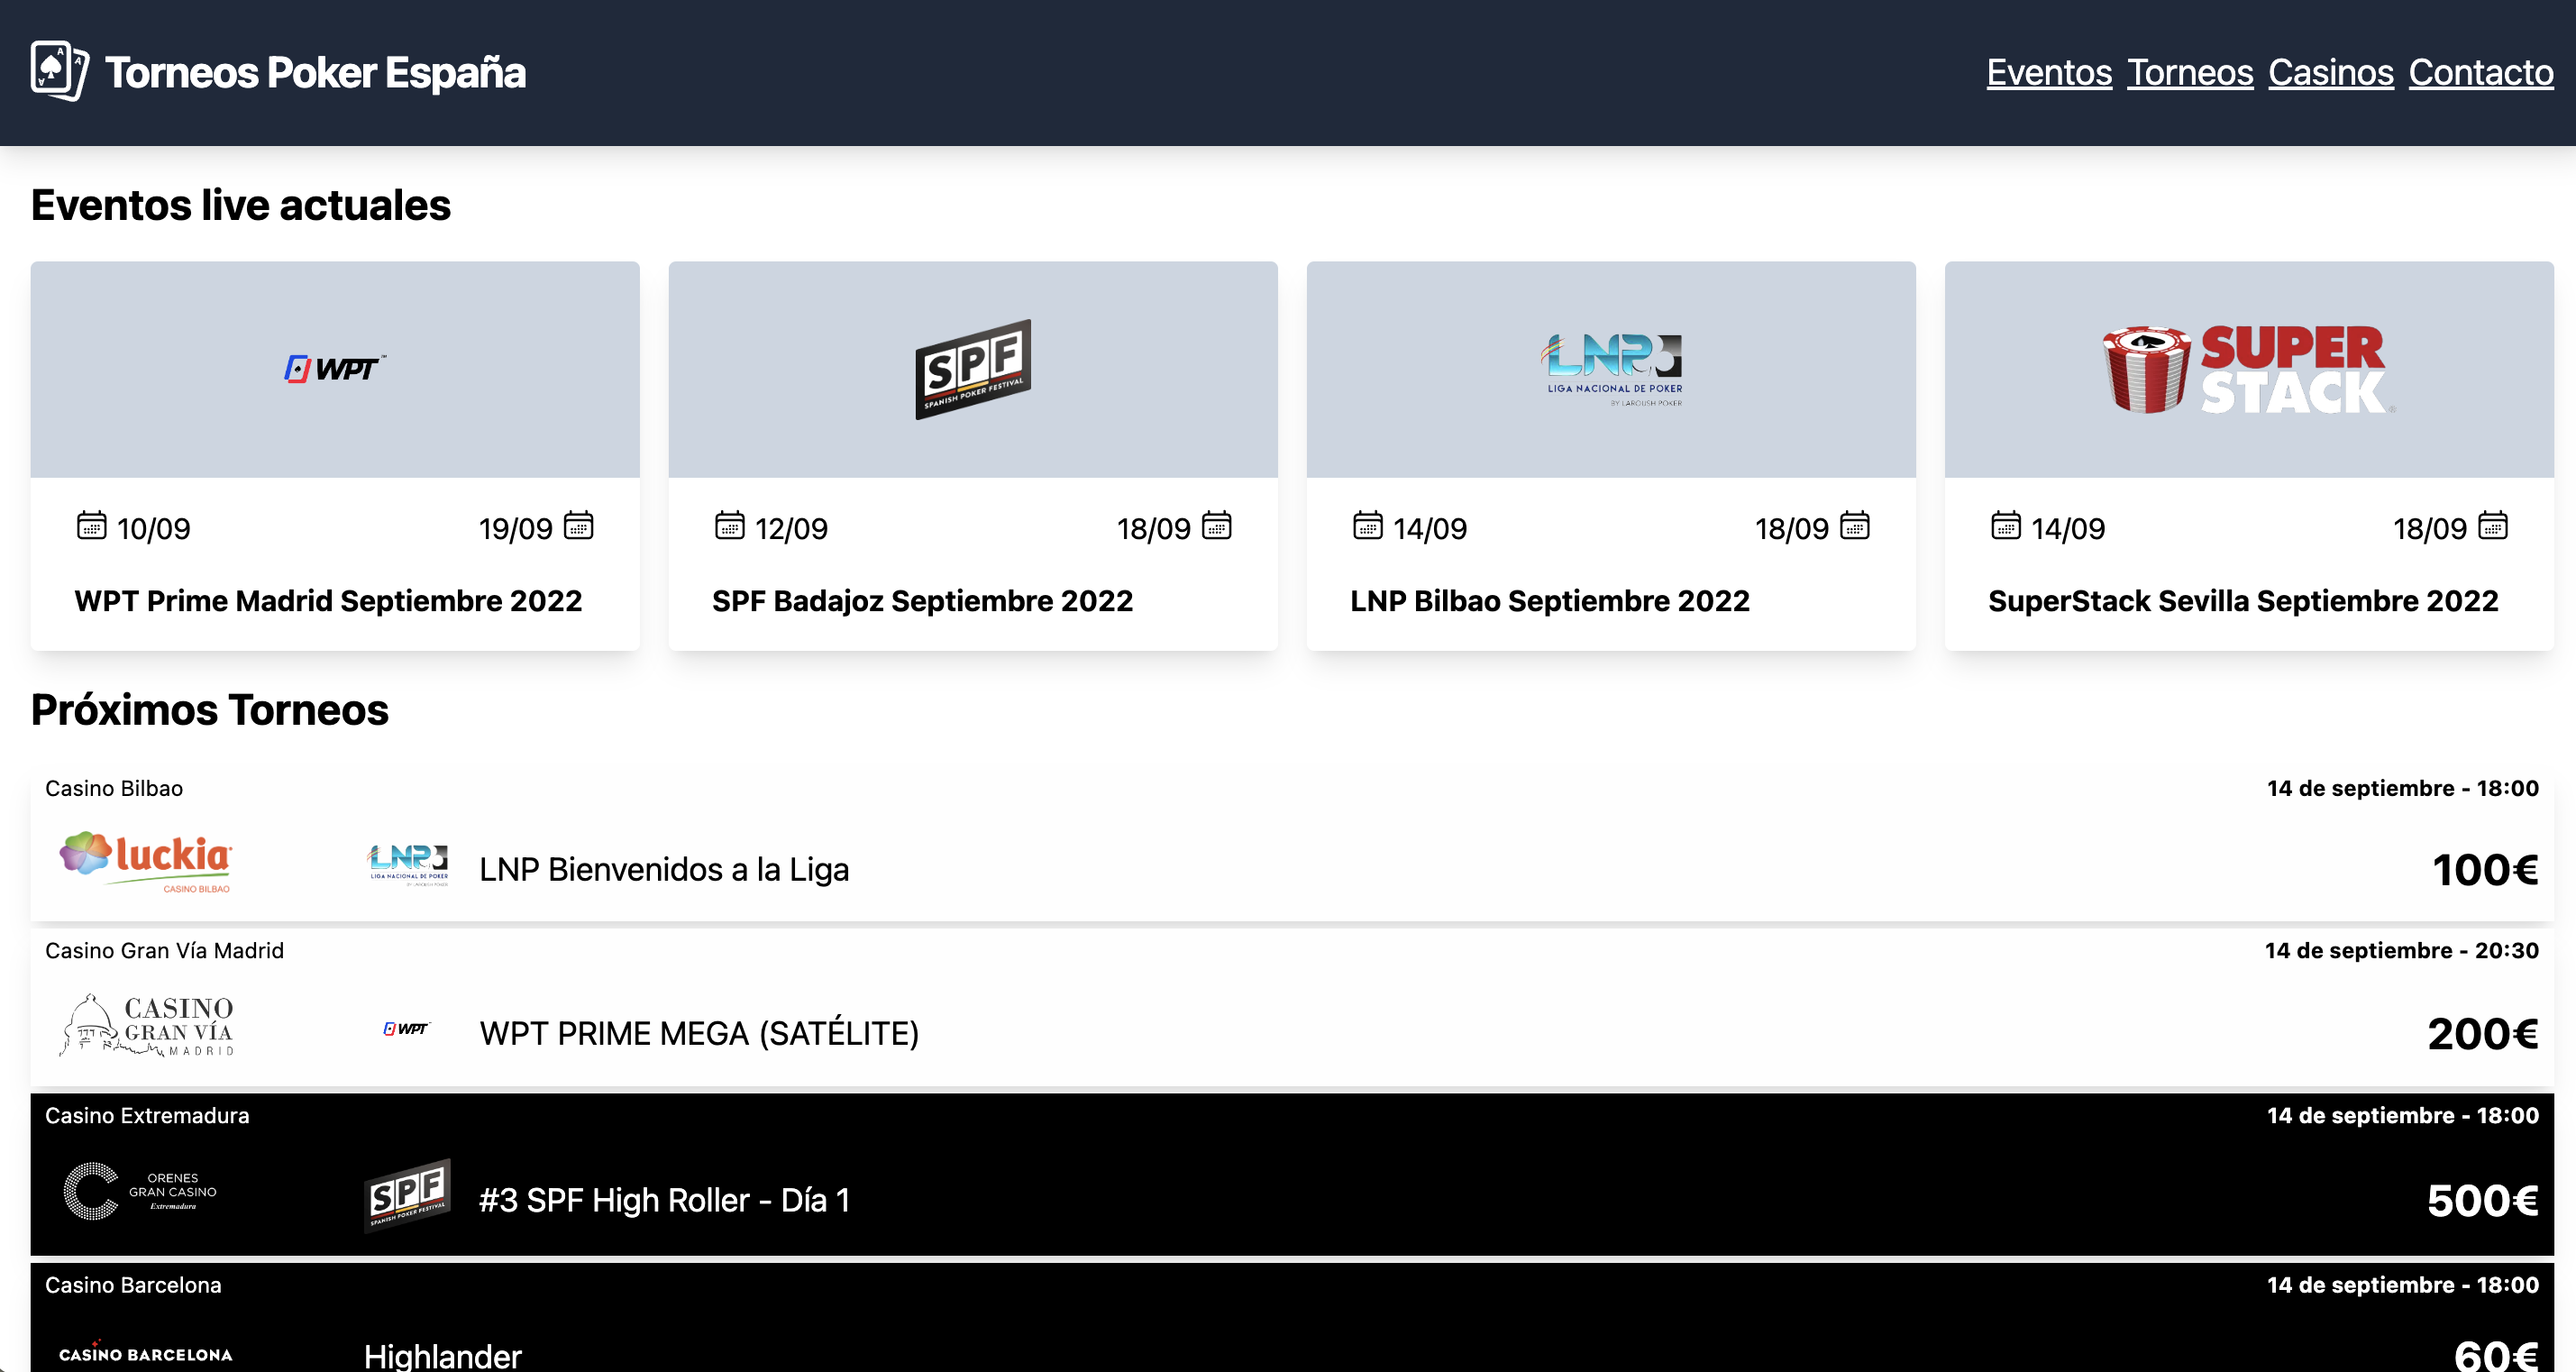 Torneos Poker España
Eventos Torneos Casinos Contacto
Eventos live actuales
WPT™
SPF
SPANISH POKER FESTIVAL
LNP
LIGA NACIONAL DE POKER
BY LAROUSH POKER
SUPER
STACK®
10/09 19/09
WPT Prime Madrid Septiembre 2022
12/09 18/09
SPF Badajoz Septiembre 2022
14/09 18/09
LNP Bilbao Septiembre 2022
14/09 18/09
SuperStack Sevilla Septiembre 2022
Próximos Torneos
Casino Bilbao 14 de septiembre - 18:00
luckia
CASINO BILBAO
LNP
LIGA NACIONAL DE POKER
BY LAROUSH POKER
LNP Bienvenidos a la Liga 100€
Casino Gran Vía Madrid 14 de septiembre - 20:30
CASINO
GRAN VÍA
MADRID
WPT
WPT PRIME MEGA (SATÉLITE) 200€
Casino Extremadura 14 de septiembre - 18:00
ORENES
GRAN CASINO
Extremadura
SPF
SPANISH POKER FESTIVAL
#3 SPF High Roller - Día 1 500€
Casino Barcelona 14 de septiembre - 18:00
CASINO BARCELONA
Highlander 60€